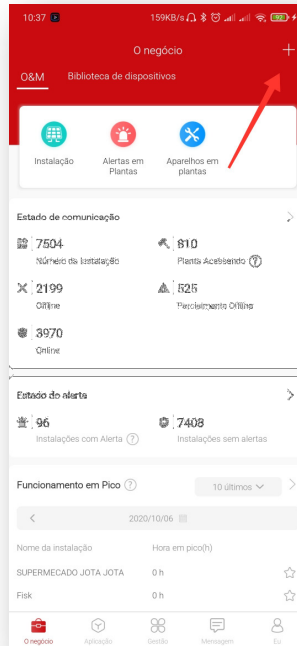 10:37
159KB/s
92
O negócio
O&M Biblioteca de dispositivos
Instalação
Alertas em Plantas
Aparelhos em plantas
Estado de comunicação
7504
Número da Instalação
810
Planta Acessando
2199
Offline
525
Parcialmente Offline
3970
Online
Estado do alerta
96
Instalações com Alerta
7408
Instalações sem alertas
Funcionamento em Pico
10 últimos
2020/10/06
Nome da instalação Hora em pico(h)
SUPERMECADO JOTA JOTA 0 h
Fisk 0 h
O negócio Aplicação Gestão Mensagem Eu